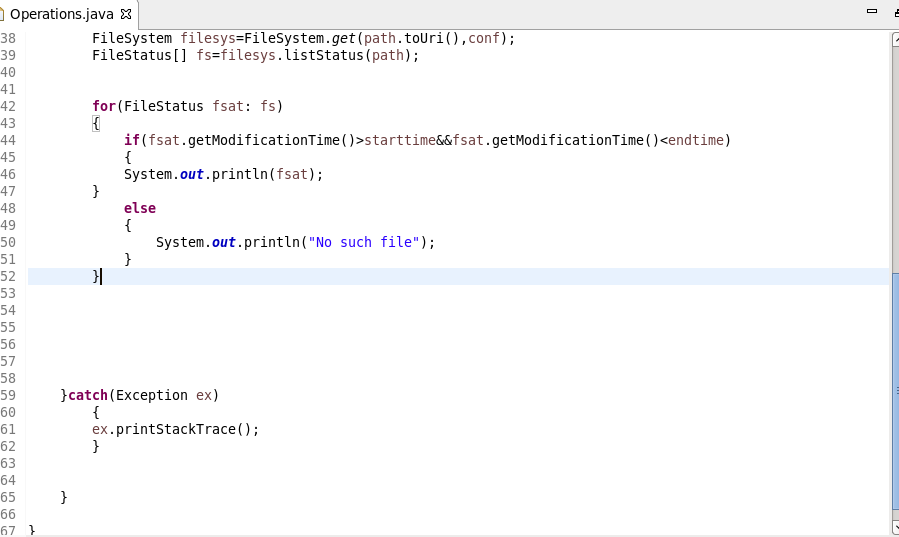 Operations.java
38 FileSystem filesys=FileSystem.get(path.toUri(),conf);
39 FileStatus[] fs=filesys.listStatus(path);
40
41
42 for(FileStatus fsat: fs)
43 {
44 if(fsat.getModificationTime()>starttime&&fsat.getModificationTime()<endtime)
45 {
46 System.out.println(fsat);
47 }
48 else
49 {
50 System.out.println("No such file");
51 }
52 }
53
54
55
56
57
58
59 }catch(Exception ex)
60 {
61 ex.printStackTrace();
62 }
63
64
65 }
66
67 }